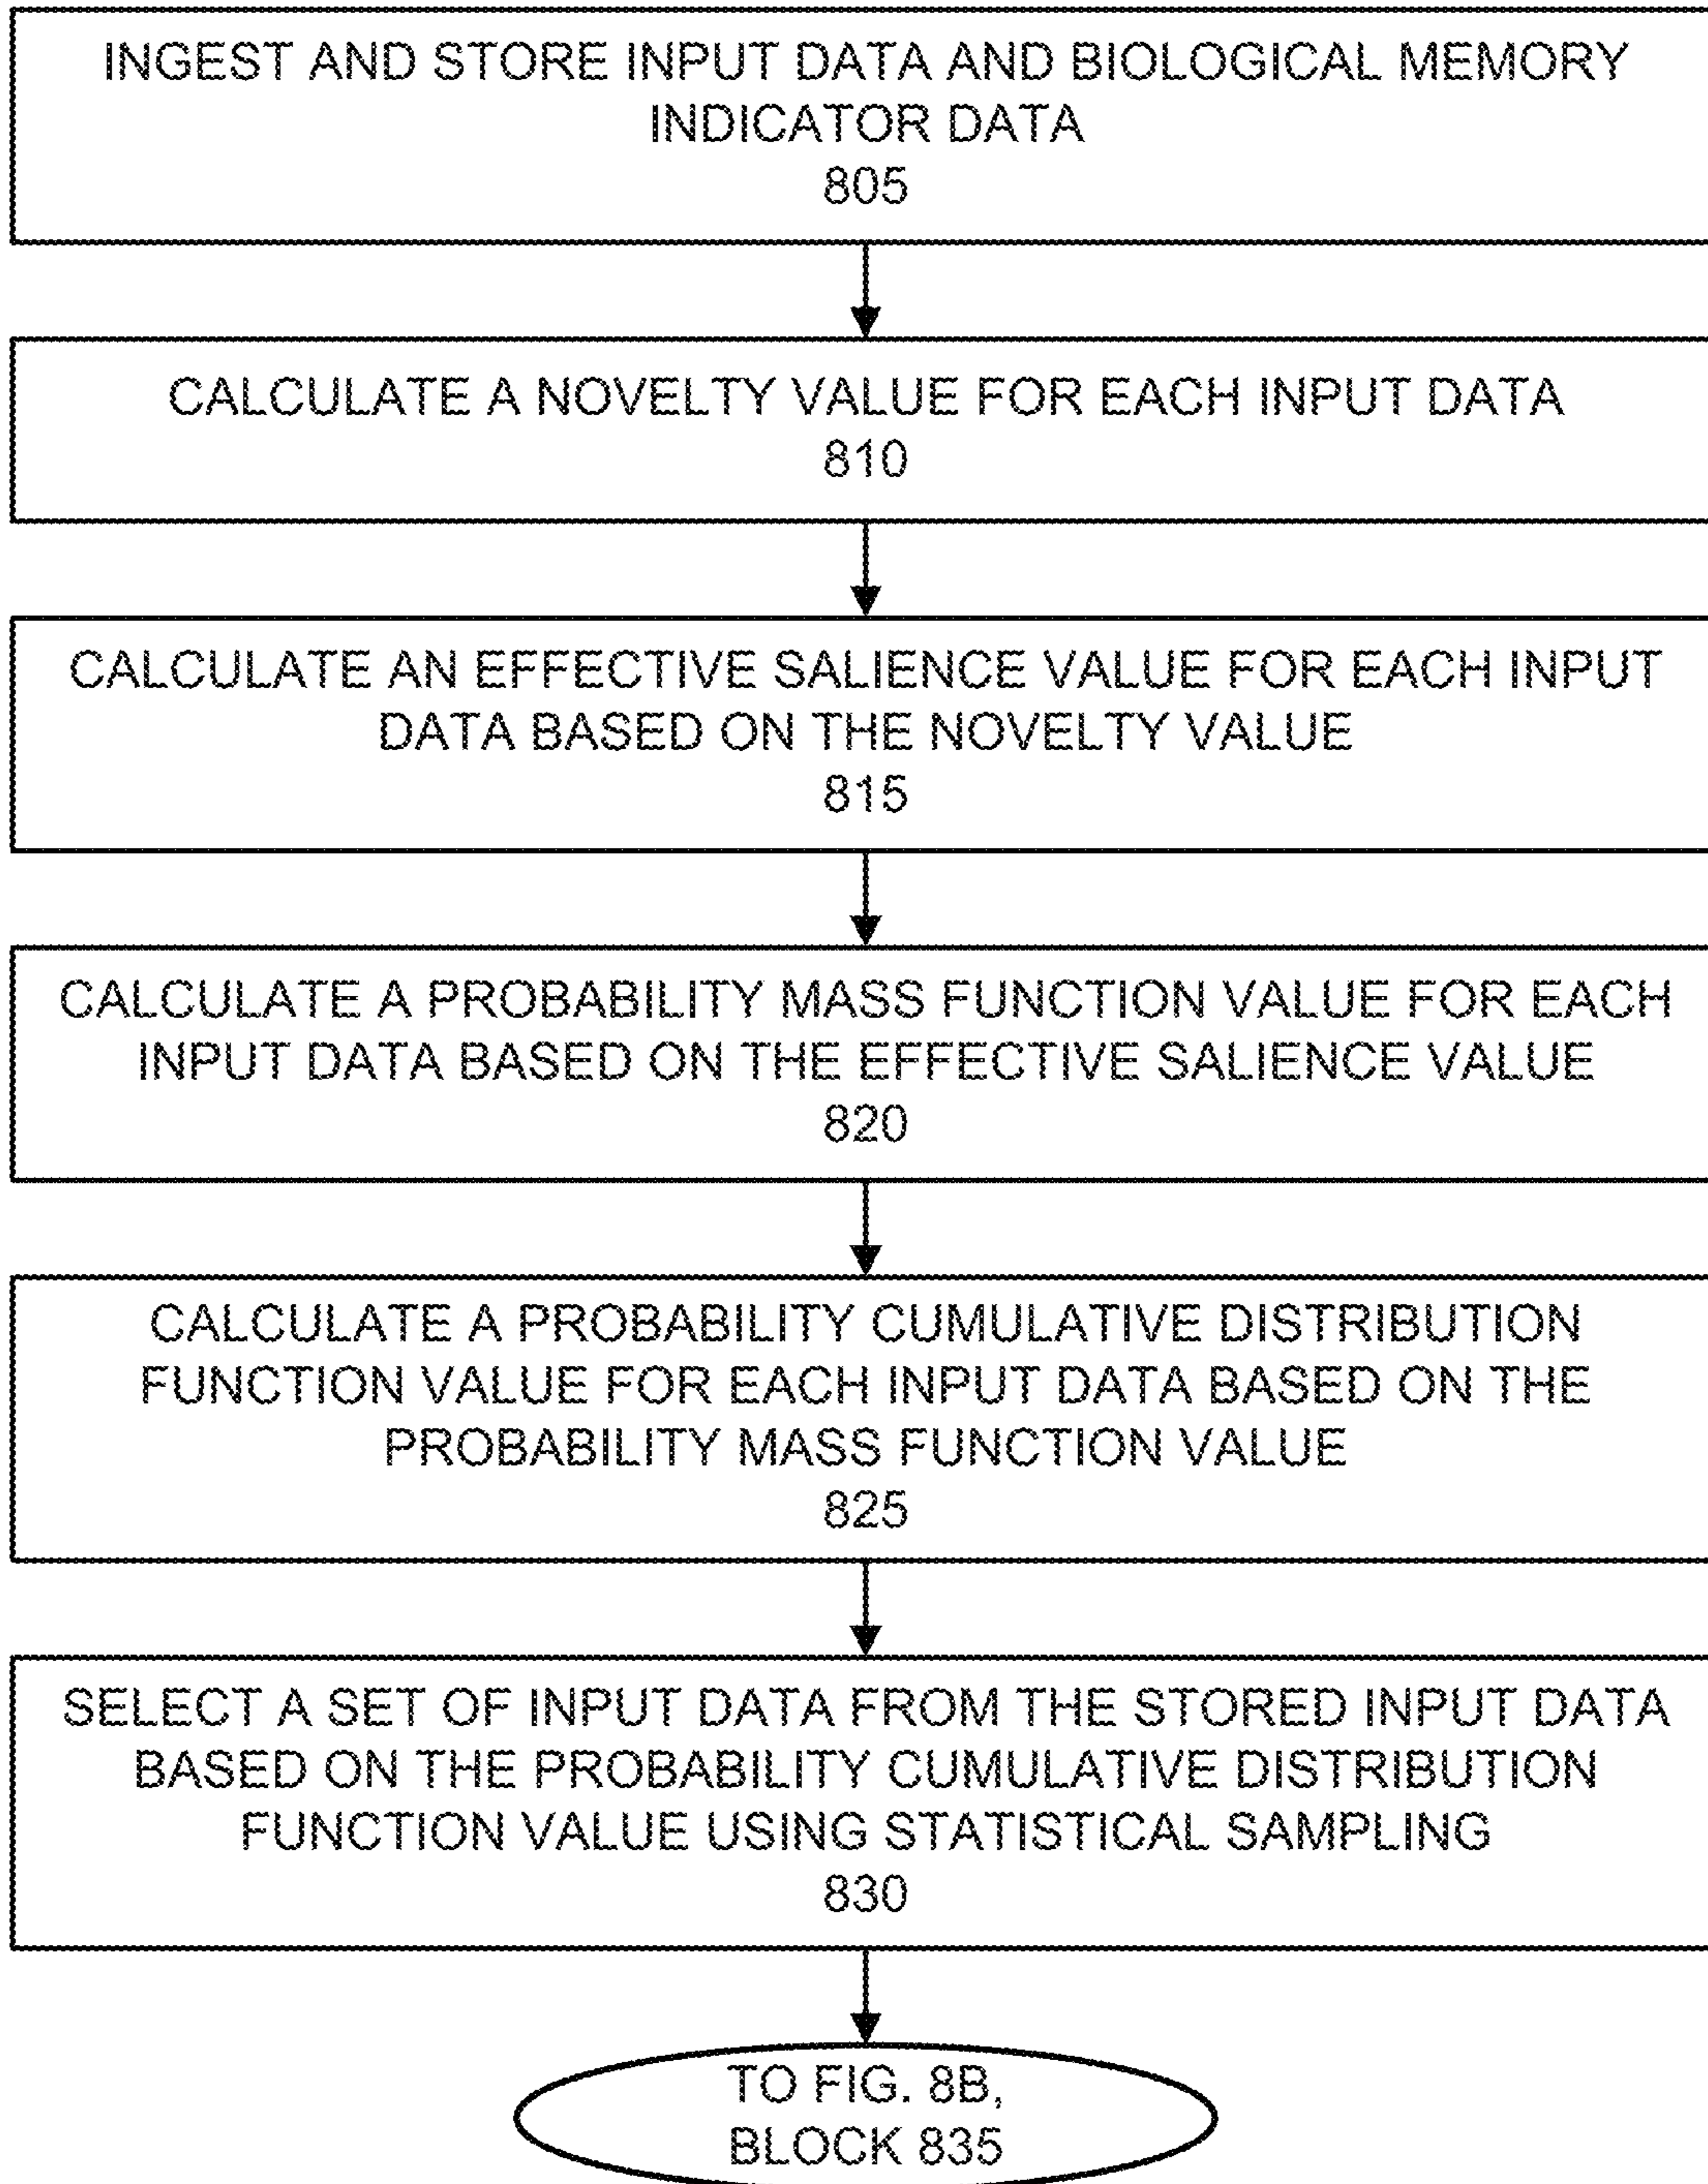 INGEST AND STORE INPUT DATA AND BIOLOGICAL MEMORY
INDICATOR DATA
805
CALCULATE A NOVELTY VALUE FOR EACH INPUT DATA
810
CALCULATE AN EFFECTIVE SALIENCE VALUE FOR EACH INPUT
DATA BASED ON THE NOVELTY VALUE
815
CALCULATE A PROBABILITY MASS FUNCTION VALUE FOR EACH
INPUT DATA BASED ON THE EFFECTIVE SALIENCE VALUE
820
CALCULATE A PROBABILITY CUMULATIVE DISTRIBUTION
FUNCTION VALUE FOR EACH INPUT DATA BASED ON THE
PROBABILITY MASS FUNCTION VALUE
825
SELECT A SET OF INPUT DATA FROM THE STORED INPUT DATA
BASED ON THE PROBABILITY CUMULATIVE DISTRIBUTION
FUNCTION VALUE USING STATISTICAL SAMPLING
830
TO FIG. 8B,
BLOCK 835